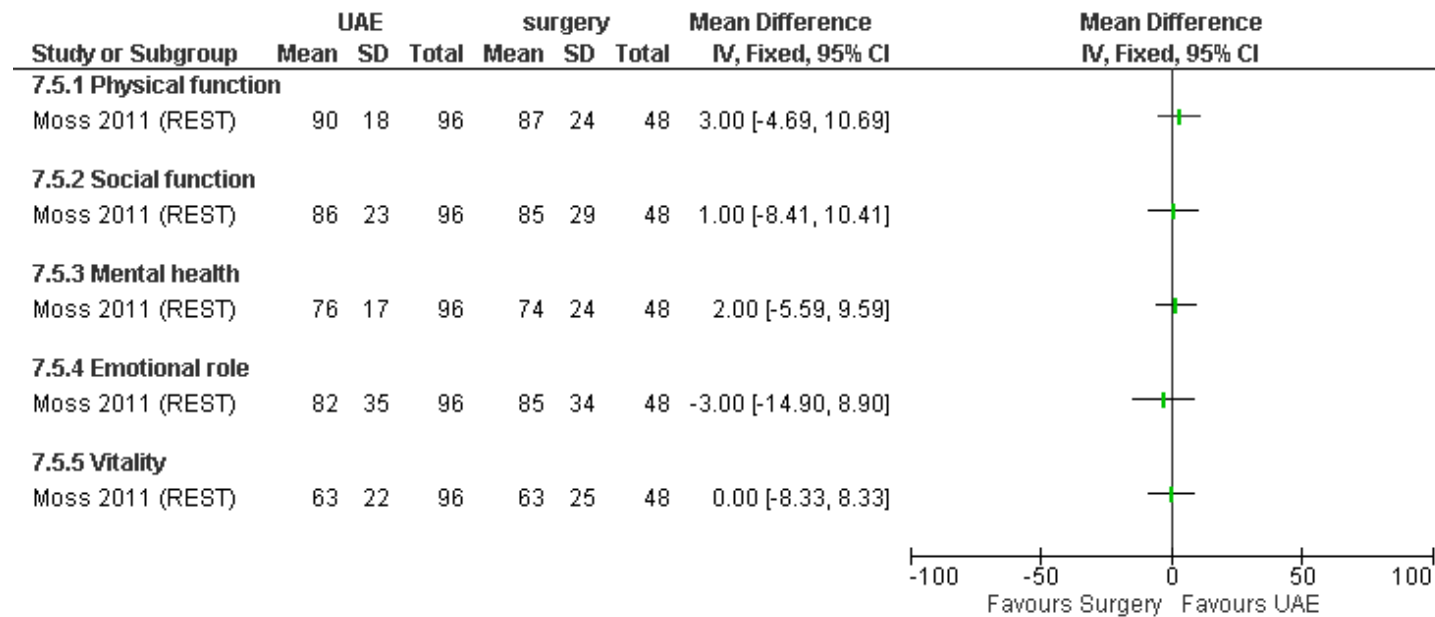 UAE surgery Mean Difference Mean Difference
Study or Subgroup Mean SD Total Mean SD Total IV, Fixed, 95% CI IV, Fixed, 95% CI
7.5.1 Physical function
Moss 2011 (REST) 90 18 96 87 24 48 3.00 [-4.69, 10.69]
7.5.2 Social function
Moss 2011 (REST) 86 23 96 85 29 48 1.00 [-8.41, 10.41]
7.5.3 Mental health
Moss 2011 (REST) 76 17 96 74 24 48 2.00 [-5.59, 9.59]
7.5.4 Emotional role
Moss 2011 (REST) 82 35 96 85 34 48 -3.00 [-14.90, 8.90]
7.5.5 Vitality
Moss 2011 (REST) 63 22 96 63 25 48 0.00 [-8.33, 8.33]
-100 -50 0 50 100
Favours Surgery Favours UAE